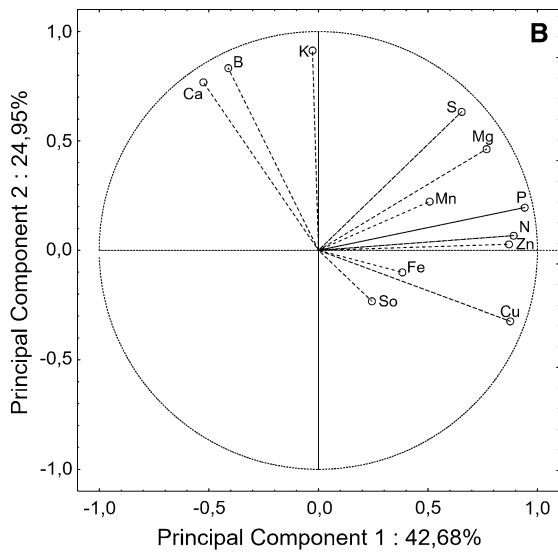 B
1,0
0,5
0,0
-0,5
-1,0
Principal Component 2 : 24,95%
K
B
Ca
S
Mg
Mn
P
N
Zn
Fe
So
Cu
-1,0 -0,5 0,0 0,5 1,0
Principal Component 1 : 42,68%